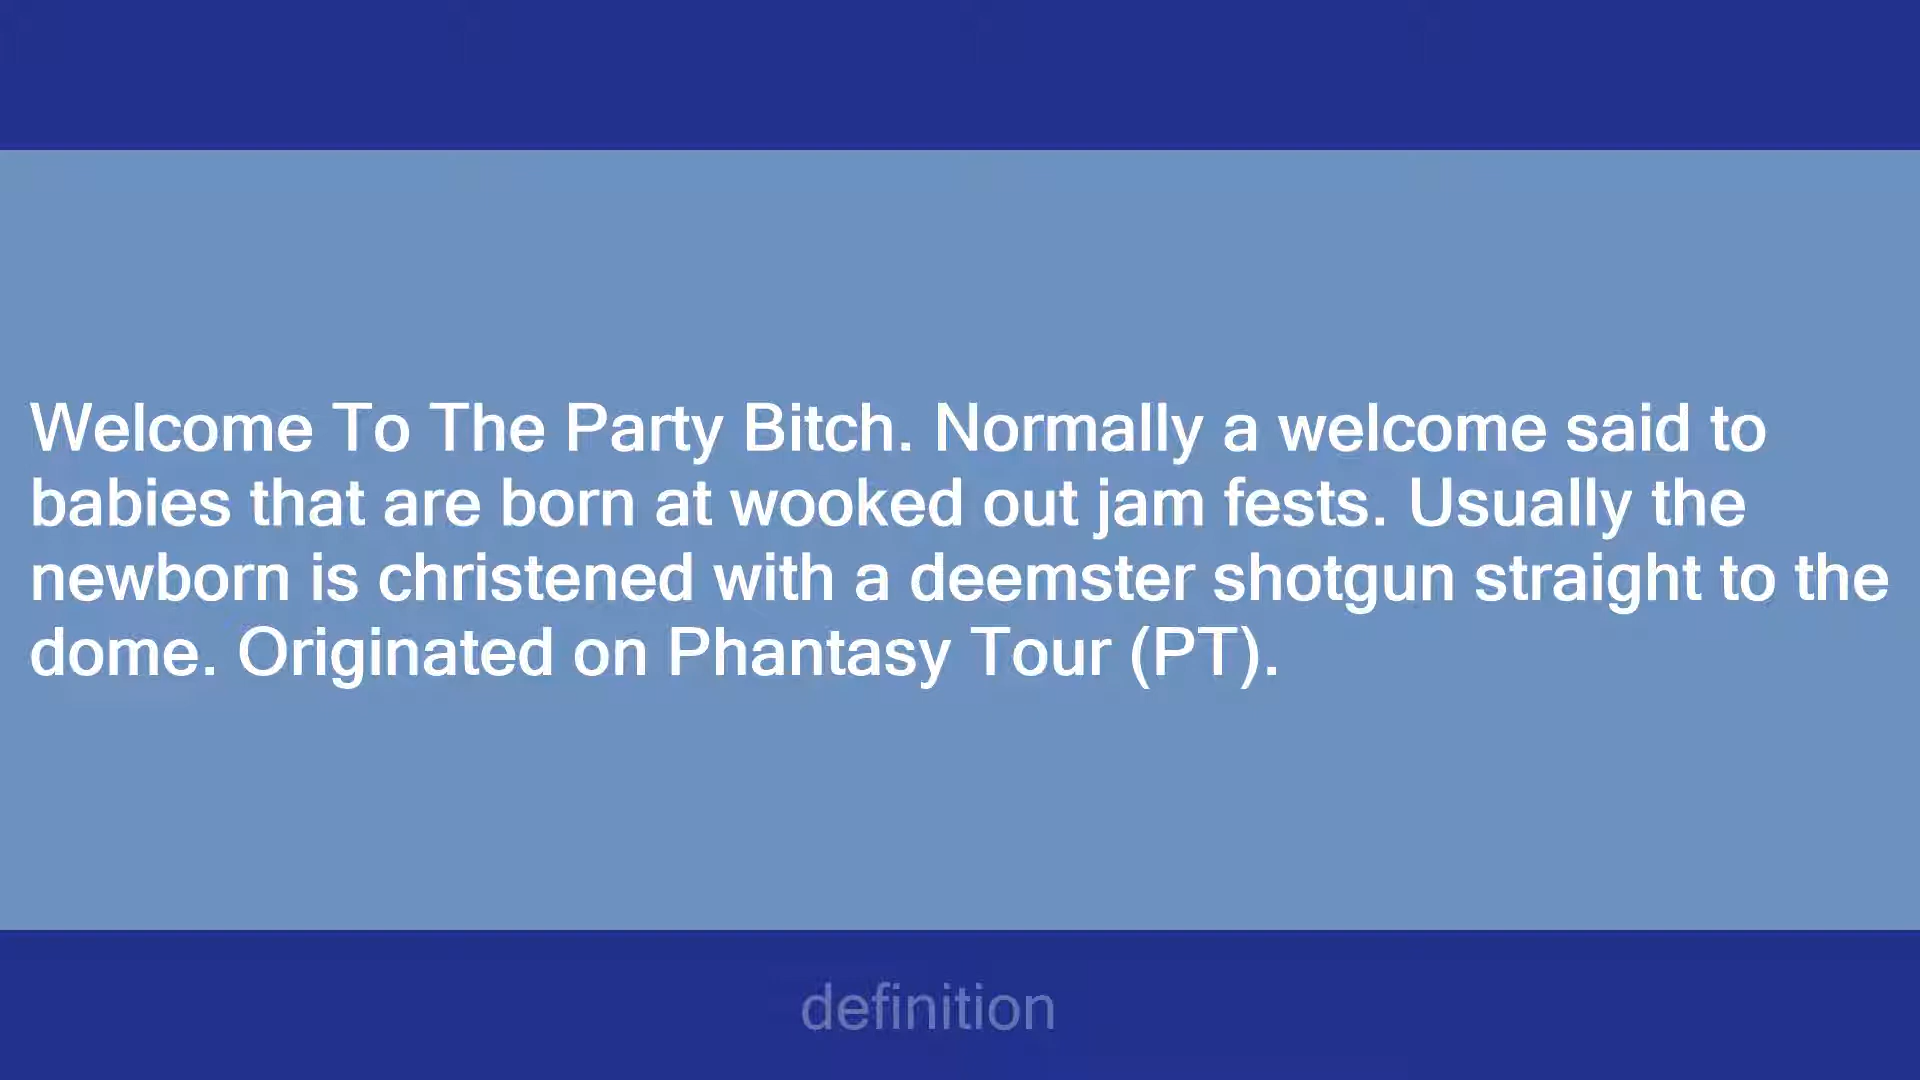 Welcome To The Party Bitch. Normally a welcome said to
babies that are born at wooked out jam fests. Usually the
newborn is christened with a deemster shotgun straight to the
dome. Originated on Phantasy Tour (PT).
definition